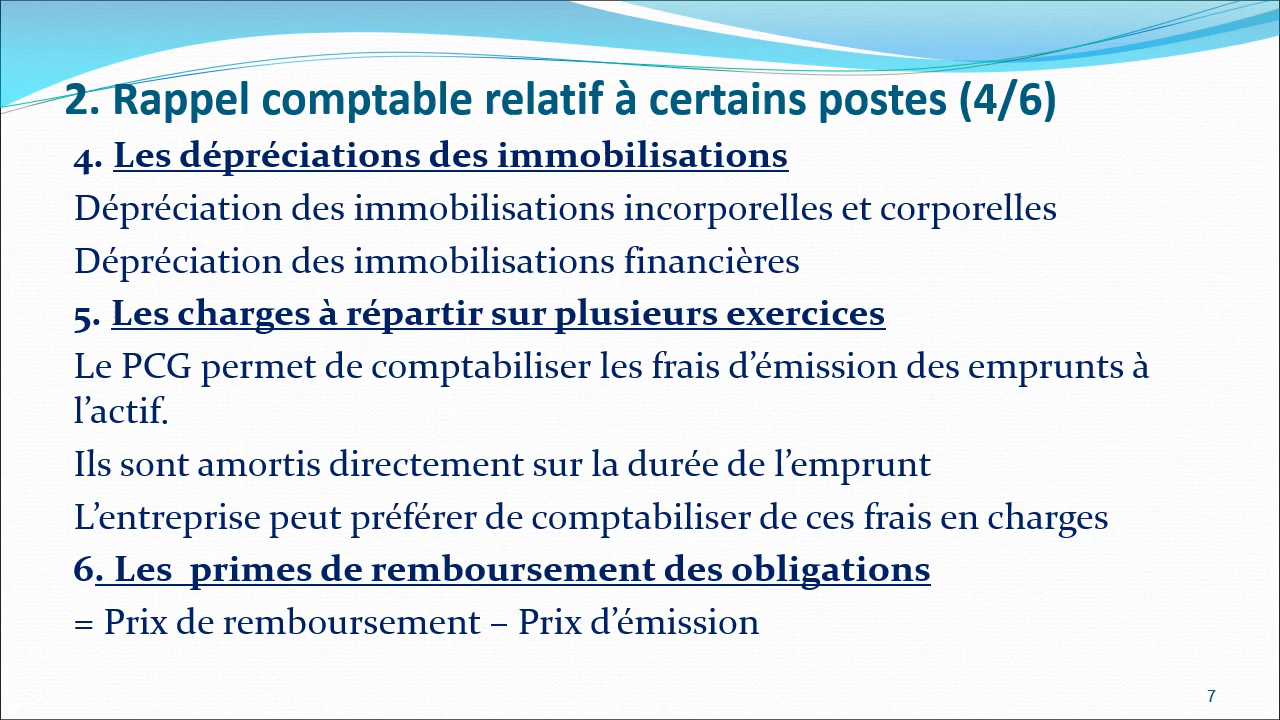 2. Rappel comptable relatif à certains postes (4/6)
4. Les dépréciations des immobilisations
Dépréciation des immobilisations incorporelles et corporelles
Dépréciation des immobilisations financières
5. Les charges à répartir sur plusieurs exercices
Le PCG permet de comptabiliser les frais d’émission des emprunts à
l’actif.
Ils sont amortis directement sur la durée de l’emprunt
L’entreprise peut préférer de comptabiliser de ces frais en charges
6. Les  primes de remboursement des obligations
= Prix de remboursement – Prix d’émission
7